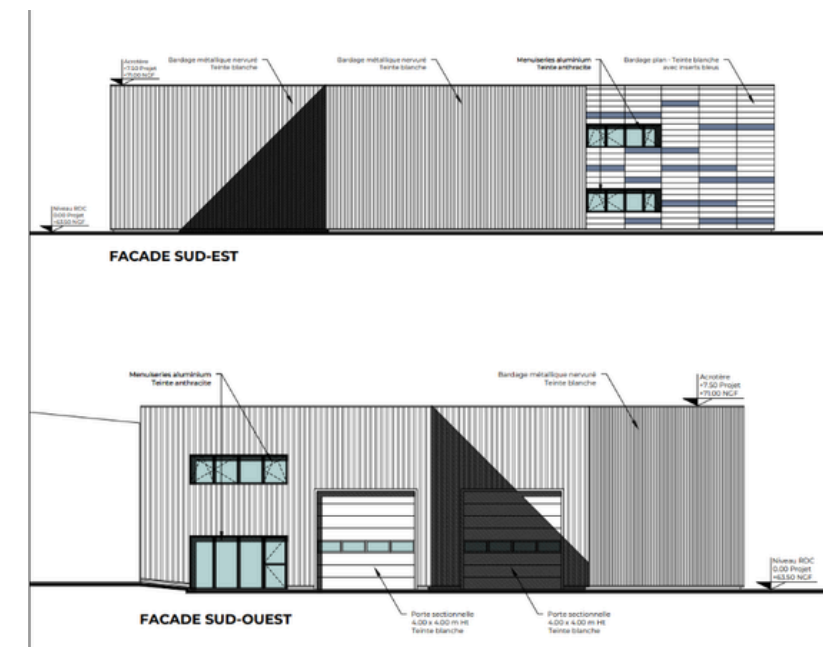 Acrotère
+7.50 Projet
+71.00 NGF
Bardage métallique nervuré
Teinte blanche
Bardage métallique nervuré
Teinte blanche
Menuiseries aluminium
Teinte anthracite
Bardage plan - Teinte blanche
avec inserts bleus
Niveau RDC
0.00 Projet
+63.50 NGF
FACADE SUD-EST
Menuiseries aluminium
Teinte anthracite
Bardage métallique nervuré
Teinte blanche
Acrotère
+7.50 Projet
+71.00 NGF
Niveau RDC
0.00 Projet
+63.50 NGF
FACADE SUD-OUEST
Porte sectionnelle
4.00 x 4.00 m Ht
Teinte blanche
Porte sectionnelle
4.00 x 4.00 m Ht
Teinte blanche